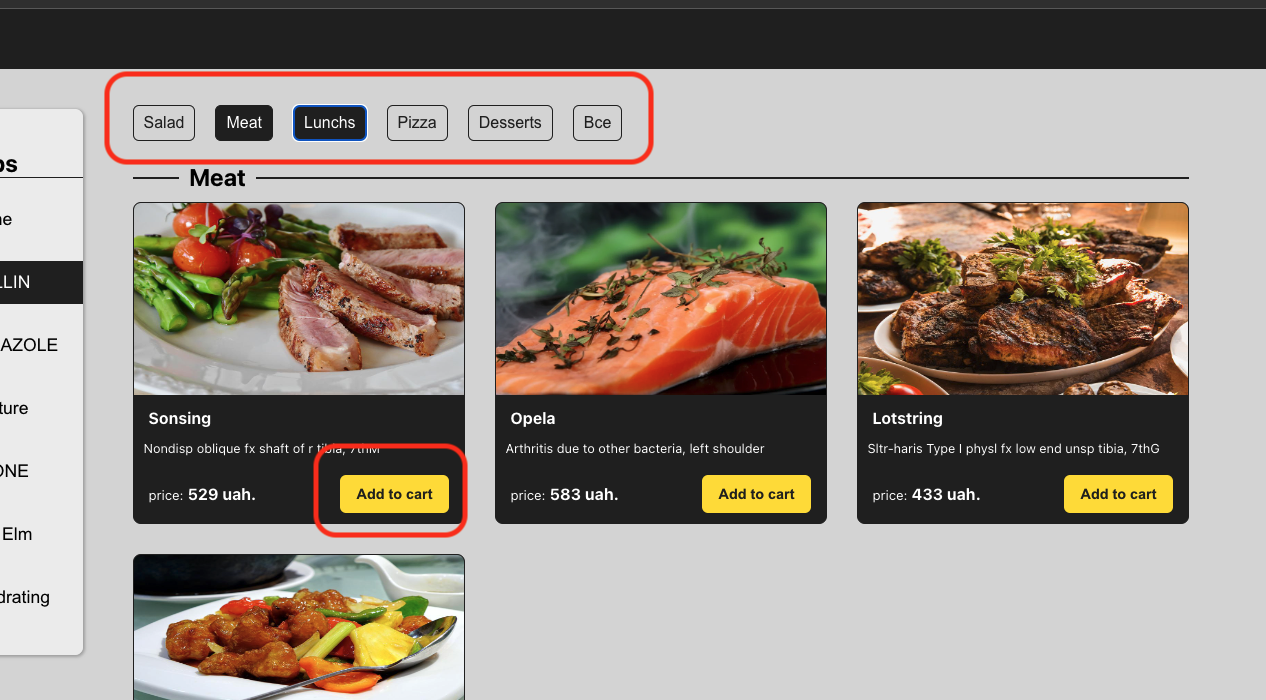 Salad
Meat
Lunchs
Pizza
Desserts
Все
Meat
LLIN
AZOLE
ture
ONE
Elm
drating
Sonsing
Nondisp oblique fx shaft of r tibia, 7thM
price: 529 uah.
Add to cart
Opela
Arthritis due to other bacteria, left shoulder
price: 583 uah.
Add to cart
Lotstring
Sltr-haris Type I physl fx low end unsp tibia, 7thG
price: 433 uah.
Add to cart